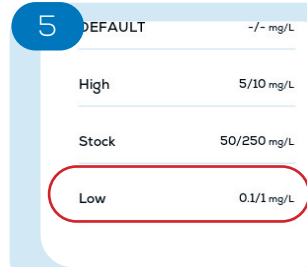 5
DEFAULT -/- mg/L
High 5/10 mg/L
Stock 50/250 mg/L
Low 0.1/1 mg/L